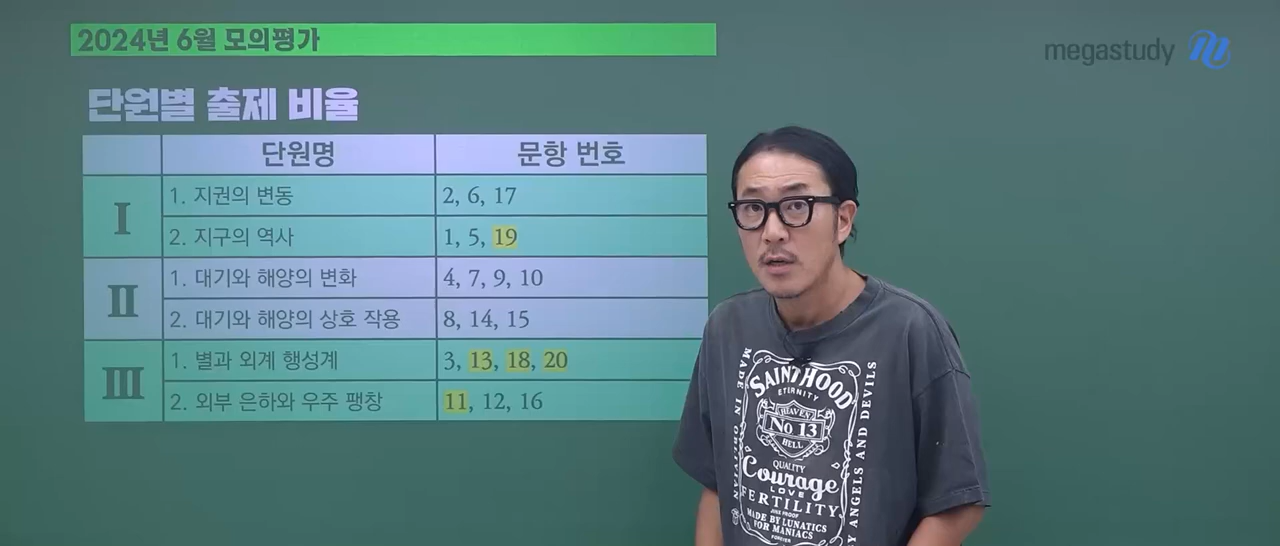 2024년 6월 모의평가
megastudy
단원별 출제 비율
단원명 문항 번호
I
1. 지권의 변동 2, 6, 17
2. 지구의 역사 1, 5, 19
II
1. 대기와 해양의 변화 4, 7, 9, 10
2. 대기와 해양의 상호 작용 8, 14, 15
III
1. 별과 외계 행성계 3, 13, 18, 20
2. 외부 은하와 우주 팽창 11, 12, 16
SAINTHOOD
ETIRNITY
HEAVEN
No 13
HELL
QUALITY
Courage
LOVE
FERTILITY
MADE BY LUNATICS
FOR MANIACS
FOREVER
MADE IN OBLIVIAN
BY ANGELS AND DEVILS